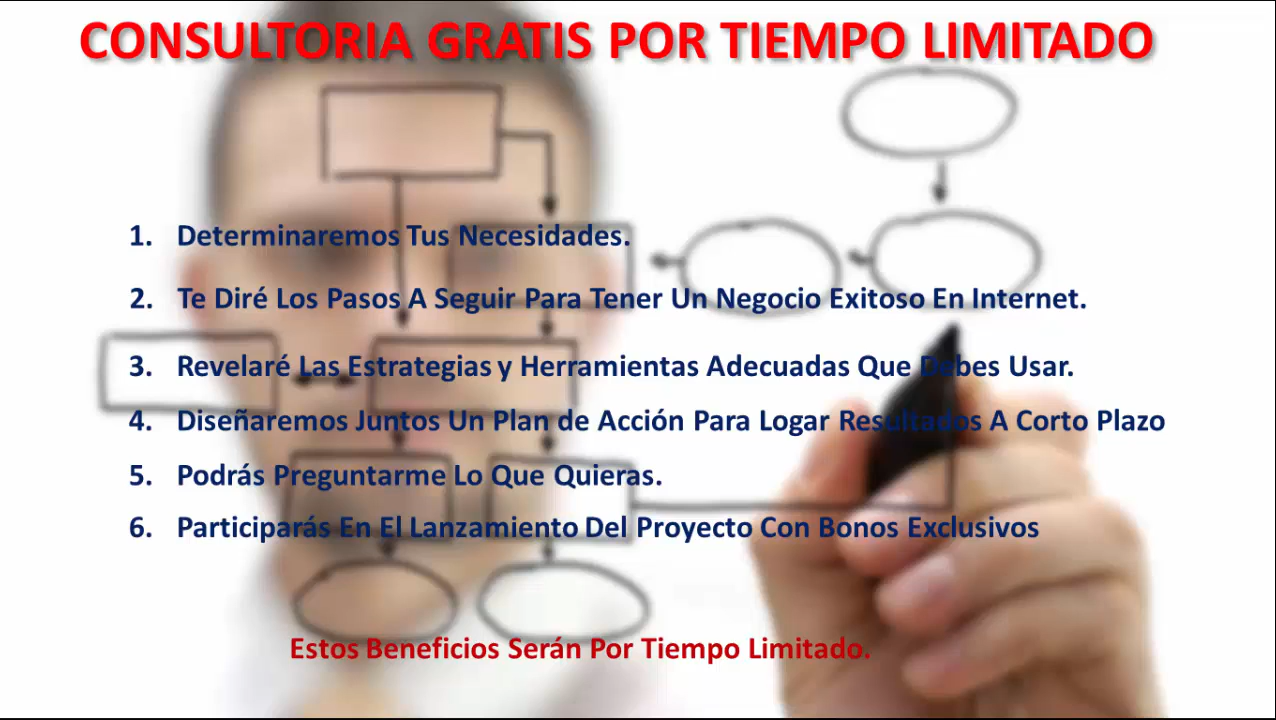 CONSULTORIA GRATIS POR TIEMPO LIMITADO
1. Determinaremos Tus Necesidades.
2. Te Diré Los Pasos A Seguir Para Tener Un Negocio Exitoso En Internet.
3. Revelaré Las Estrategias y Herramientas Adecuadas Que Debes Usar.
4. Diseñaremos Juntos Un Plan de Acción Para Logar Resultados A Corto Plazo
5. Podrás Preguntarme Lo Que Quieras.
6. Participarás En El Lanzamiento Del Proyecto Con Bonos Exclusivos
Estos Beneficios Serán Por Tiempo Limitado.